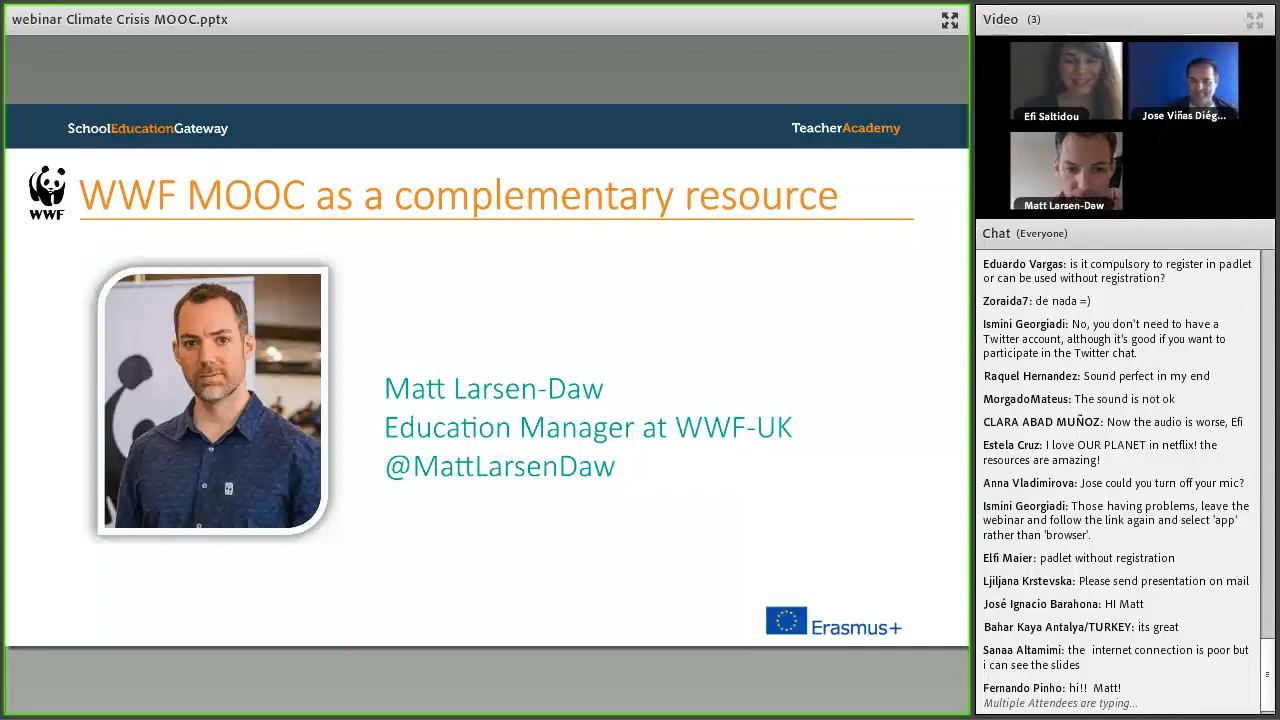 webinar Climate Crisis MOOC.pptx
SchoolEducationGateway
TeacherAcademy
WWF
WWF MOOC as a complementary resource
Matt Larsen-Daw
Education Manager at WWF-UK
@MattLarsenDaw
Erasmus+
Video (3)
Efi Saltidou
Jose Viñas Diég...
Matt Larsen-Daw
Chat (Everyone)
Eduardo Vargas: is it compulsory to register in padlet
or can be used without registration?
Zoraida7: de nada =)
Ismini Georgiadi: No, you don't need to have a
Twitter account, although it's good if you want to
participate in the Twitter chat.
Raquel Hernandez: Sound perfect in my end
MorgadoMateus: The sound is not ok
CLARA ABAD MUÑOZ: Now the audio is worse, Efi
Estela Cruz: I love OUR PLANET in netflix! the
resources are amazing!
Anna Vladimirova: Jose could you turn off your mic?
Ismini Georgiadi: Those having problems, leave the
webinar and follow the link again and select 'app'
rather than 'browser'.
Elfi Maier: padlet without registration
Ljiljana Krstevska: Please send presentation on mail
José Ignacio Barahona: HI Matt
Bahar Kaya Antalya/TURKEY: its great
Sanaa Altamimi: the  internet connection is poor but
i can see the slides
Fernando Pinho: hi!!  Matt!
Multiple Attendees are typing...